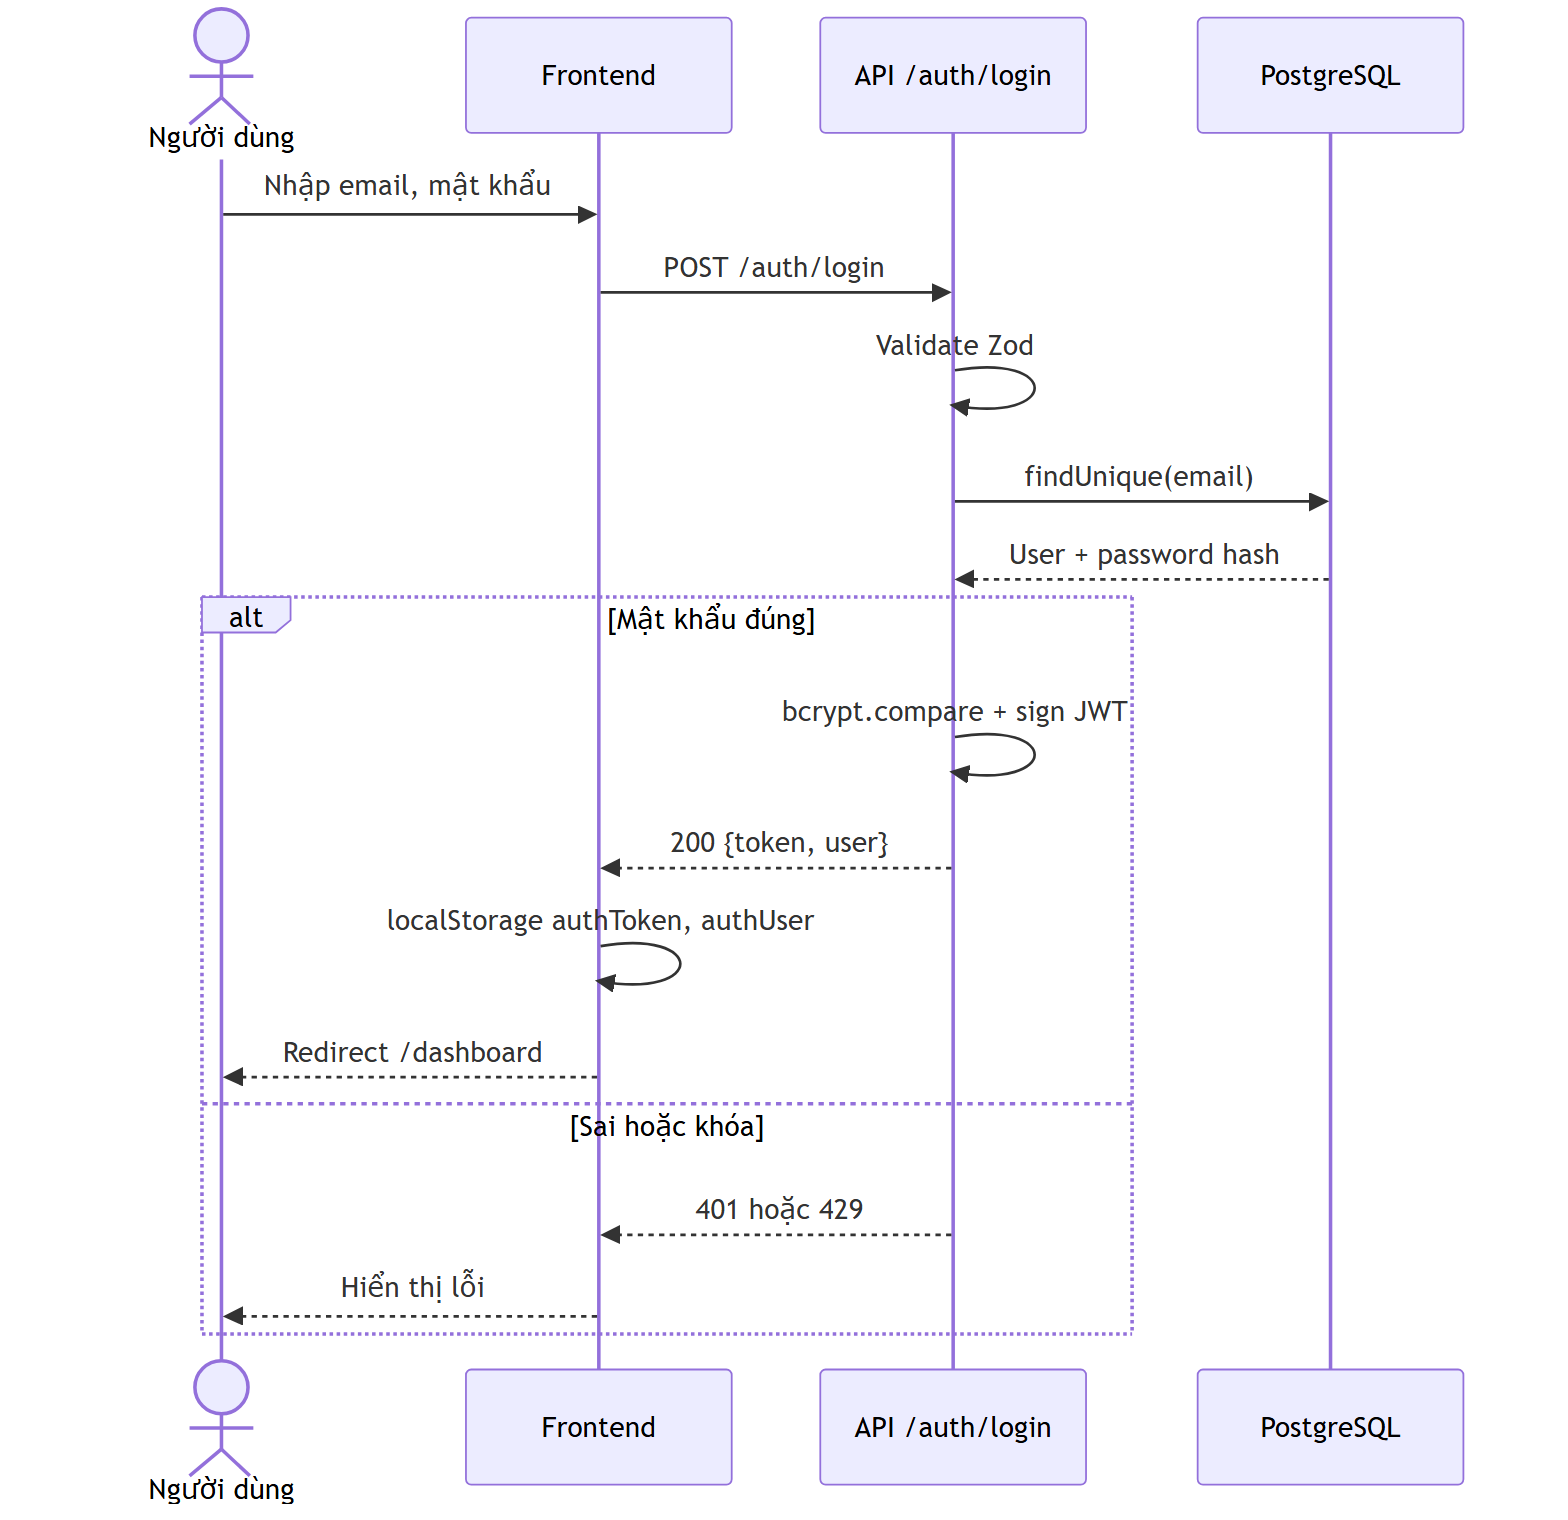 Người dùng
Frontend
API /auth/login
PostgreSQL
Nhập email, mật khẩu
POST /auth/login
Validate Zod
findUnique(email)
User + password hash
alt
[Mật khẩu đúng]
bcrypt.compare + sign JWT
200 {token, user}
localStorage authToken, authUser
Redirect /dashboard
[Sai hoặc khóa]
401 hoặc 429
Hiển thị lỗi
Người dùng
Frontend
API /auth/login
PostgreSQL